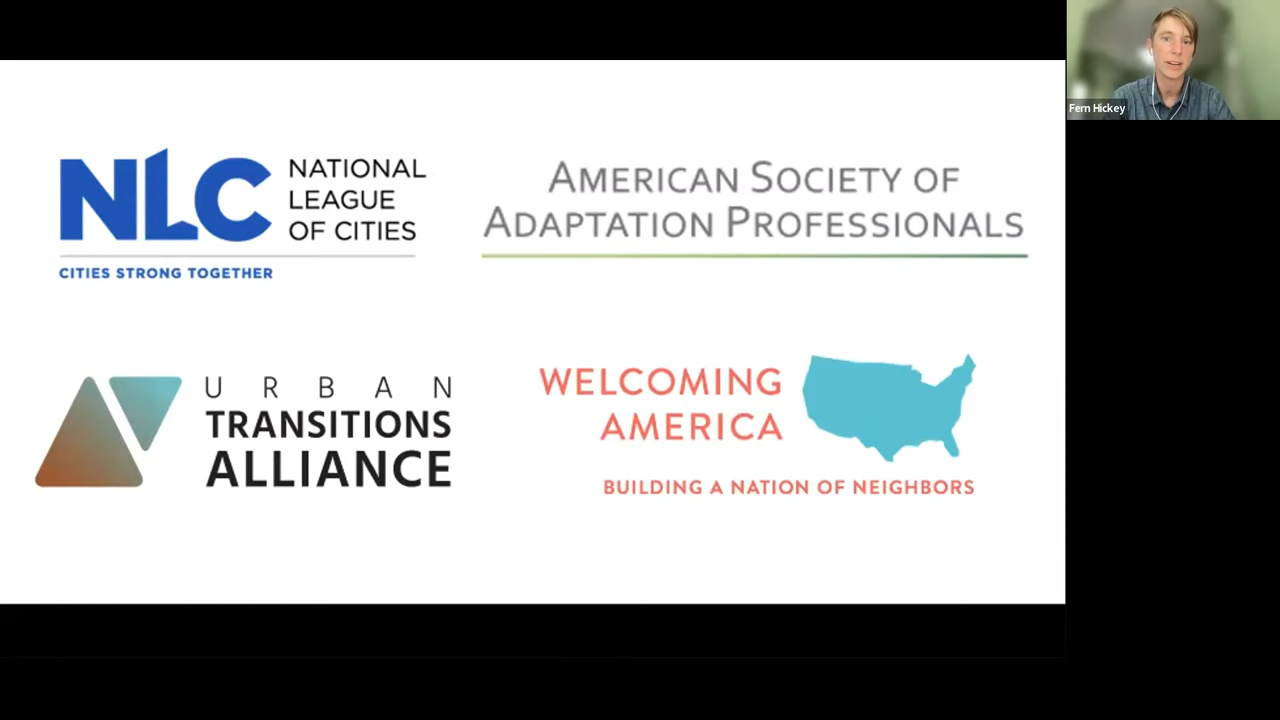 NLC
NATIONAL
LEAGUE
OF CITIES
CITIES STRONG TOGETHER
AMERICAN SOCIETY OF
ADAPTATION PROFESSIONALS
URBAN
TRANSITIONS
ALLIANCE
WELCOMING
AMERICA
BUILDING A NATION OF NEIGHBORS
Fern Hickey